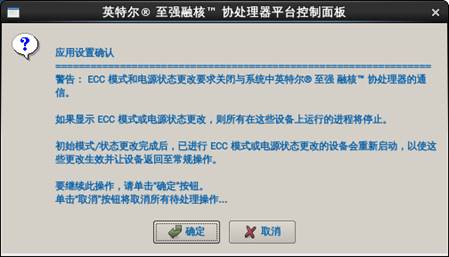 英特尔® 至强融核™ 协处理器平台控制面板
应用设置确认
================================================================
警告： ECC 模式和电源状态更改要求关闭与系统中英特尔® 至强 融核™ 协处理器的通
信。
如果显示 ECC 模式或电源状态更改，则所有在这些设备上运行的进程将停止。
初始模式/状态更改完成后，已进行 ECC 模式或电源状态更改的设备会重新启动，以使这
些更改生效并让设备返回至常规操作。
要继续此操作，请单击“确定”按钮。
单击“取消”按钮将取消所有待处理操作...
确定 取消